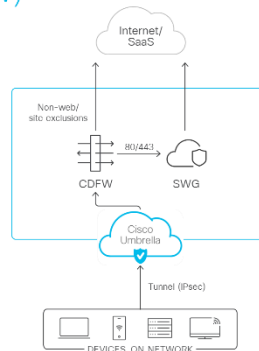 Internet/
SaaS
Non-web/
site exclusions
80/443
CDFW
SWG
Cisco
Umbrella
Tunnel (IPsec)
DEVICES ON NETWORK